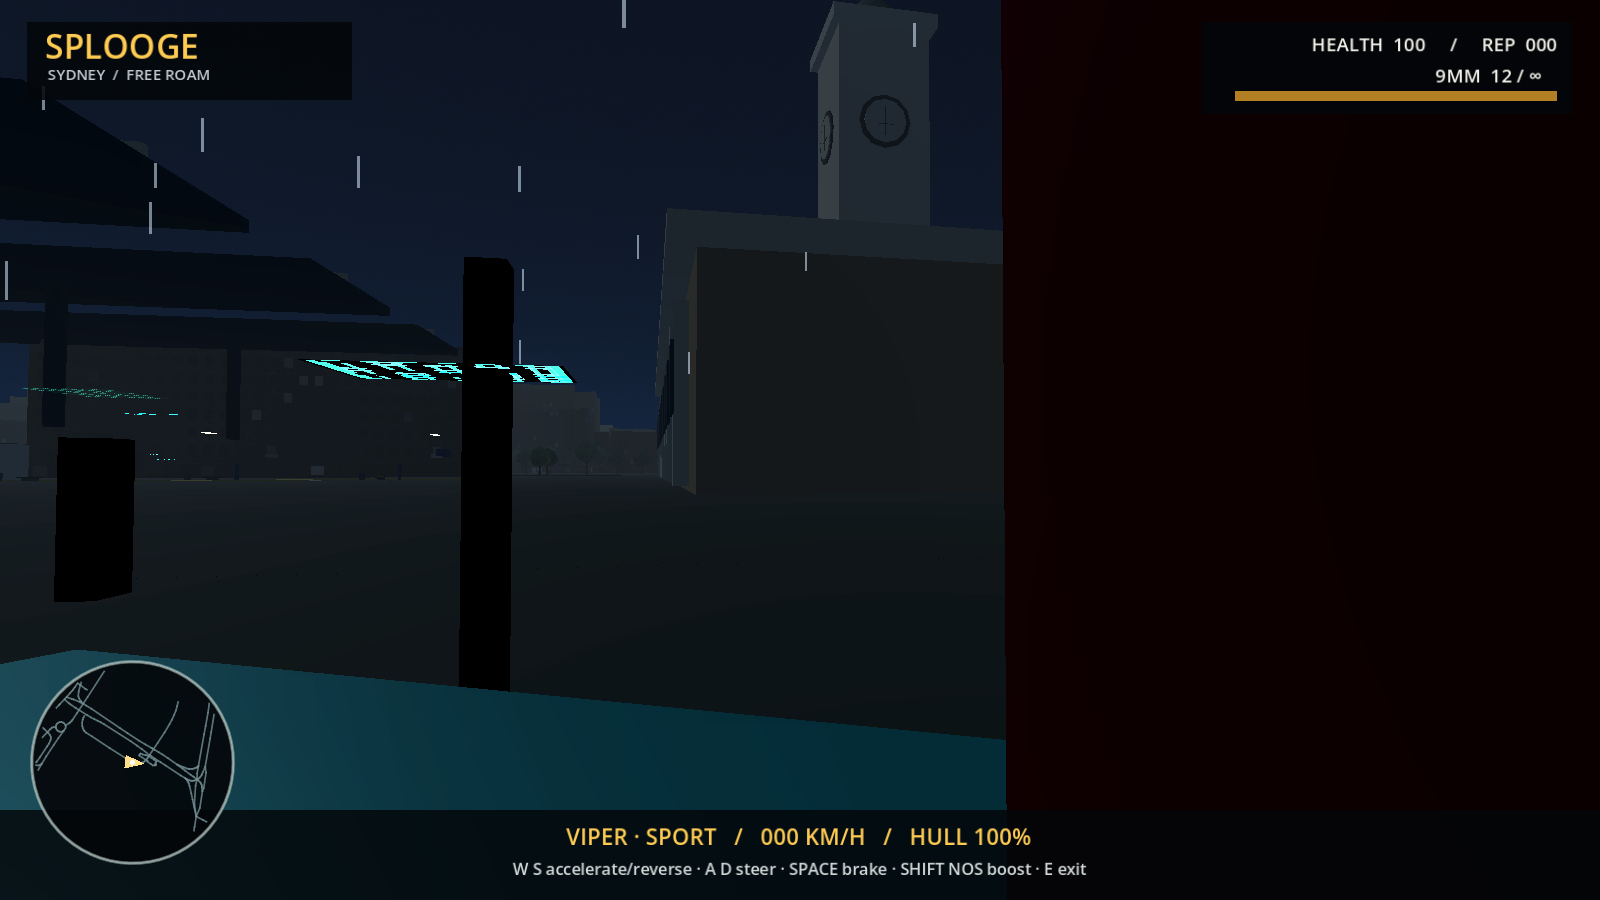 SPLOOGE
SYDNEY / FREE ROAM
HEALTH 100 / REP 000
9MM 12 / ∞
VIPER · SPORT / 000 KM/H / HULL 100%
W S accelerate/reverse · A D steer · SPACE brake · SHIFT NOS boost · E exit